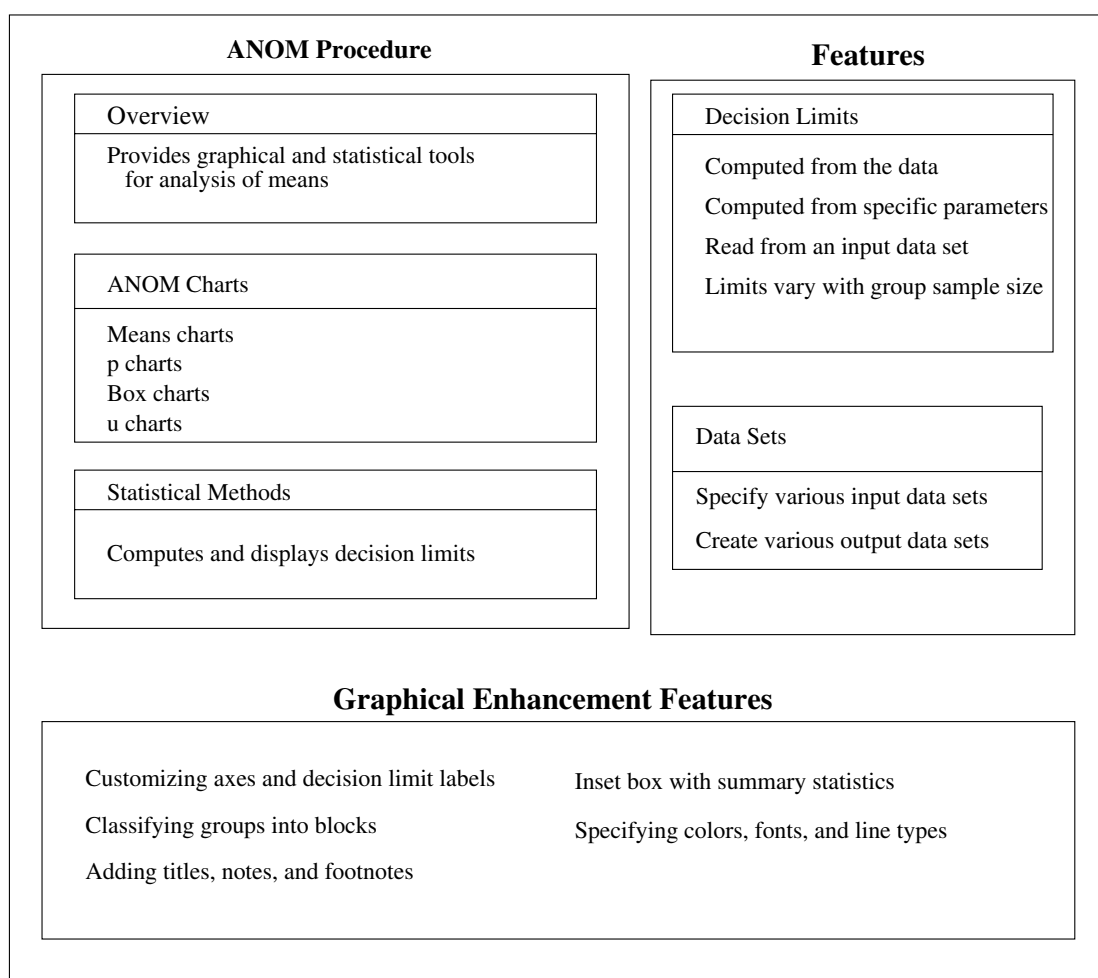 ANOM Procedure
Overview
Provides graphical and statistical tools
for analysis of means
ANOM Charts
Means charts
p charts
Box charts
u charts
Statistical Methods
Computes and displays decision limits
Features
Decision Limits
Computed from the data
Computed from specific parameters
Read from an input data set
Limits vary with group sample size
Data Sets
Specify various input data sets
Create various output data sets
Graphical Enhancement Features
Customizing axes and decision limit labels
Classifying groups into blocks
Adding titles, notes, and footnotes
Inset box with summary statistics
Specifying colors, fonts, and line types